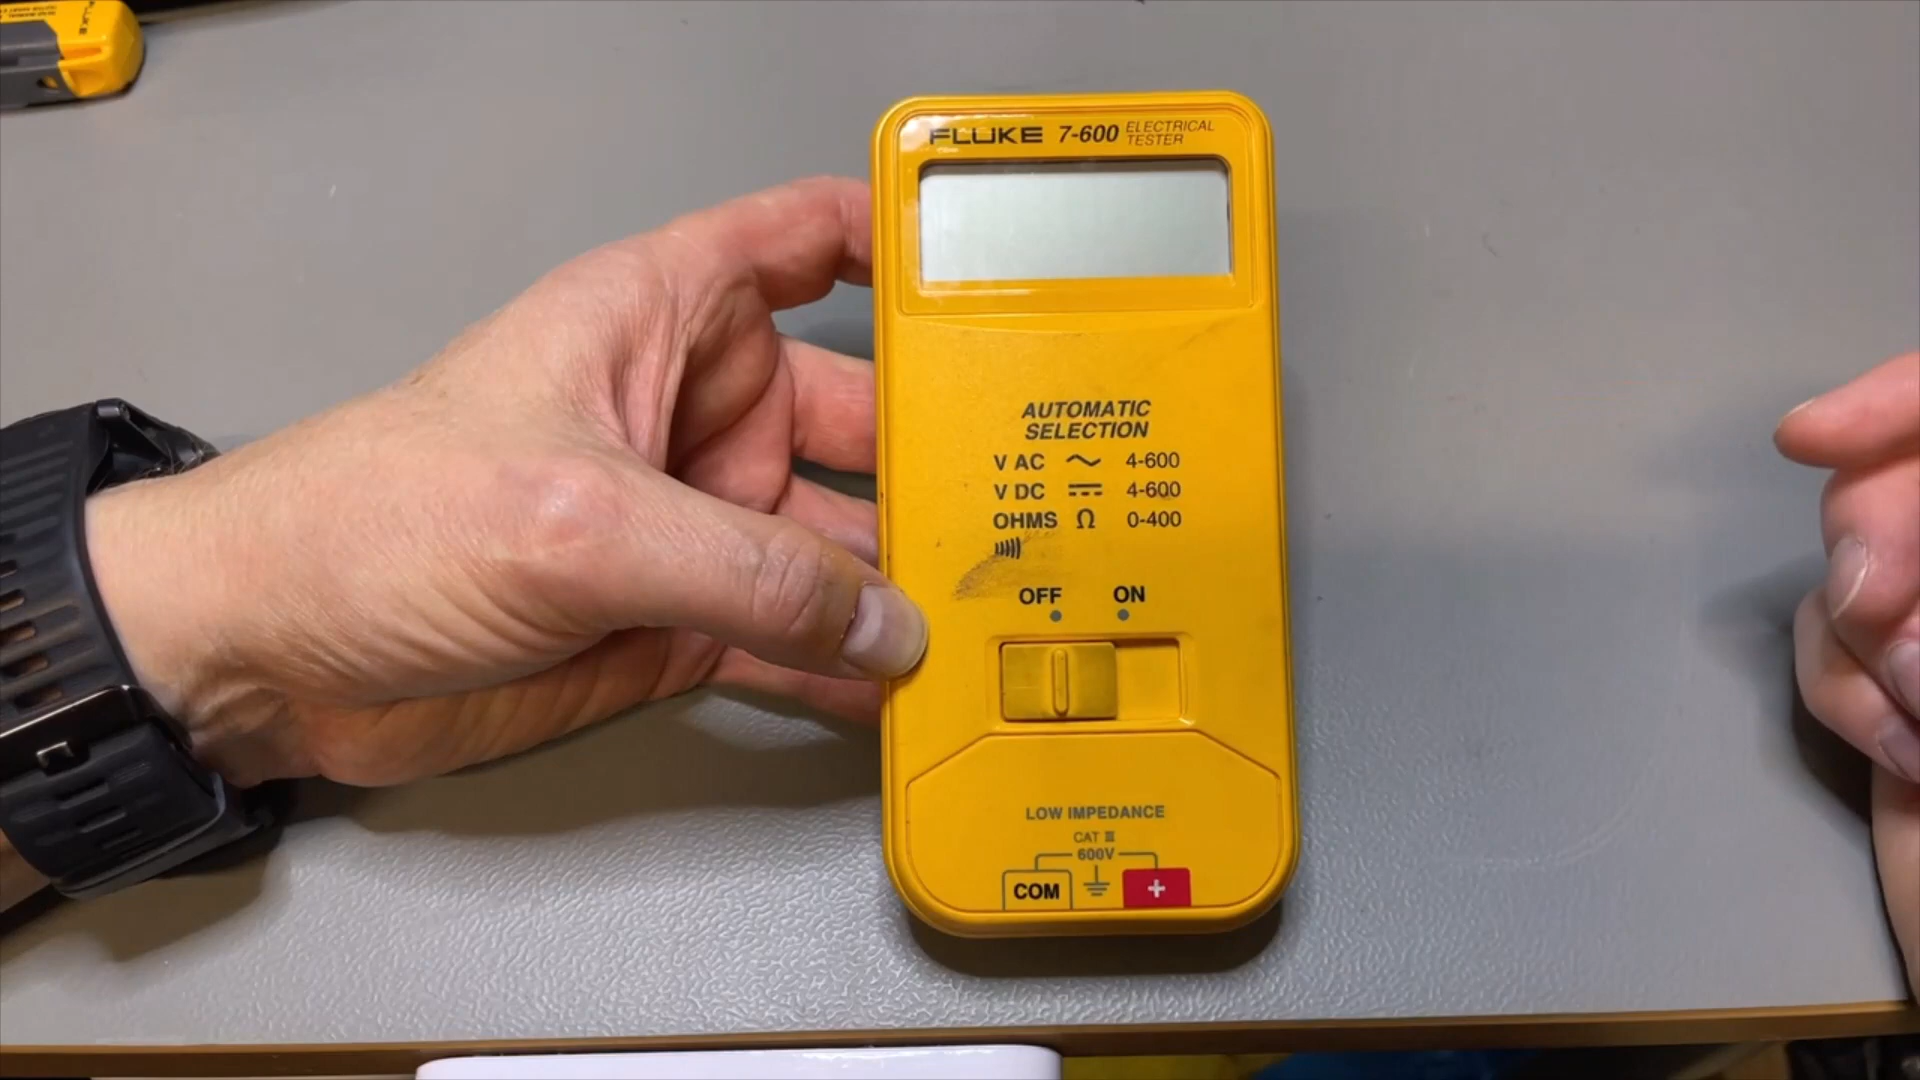 FLUKE
FLUKE 7-600 ELECTRICAL TESTER
AUTOMATIC
SELECTION
V AC 4-600
V DC 4-600
OHMS Ω 0-400
OFF ON
LOW IMPEDANCE
CAT III
600V
COM +